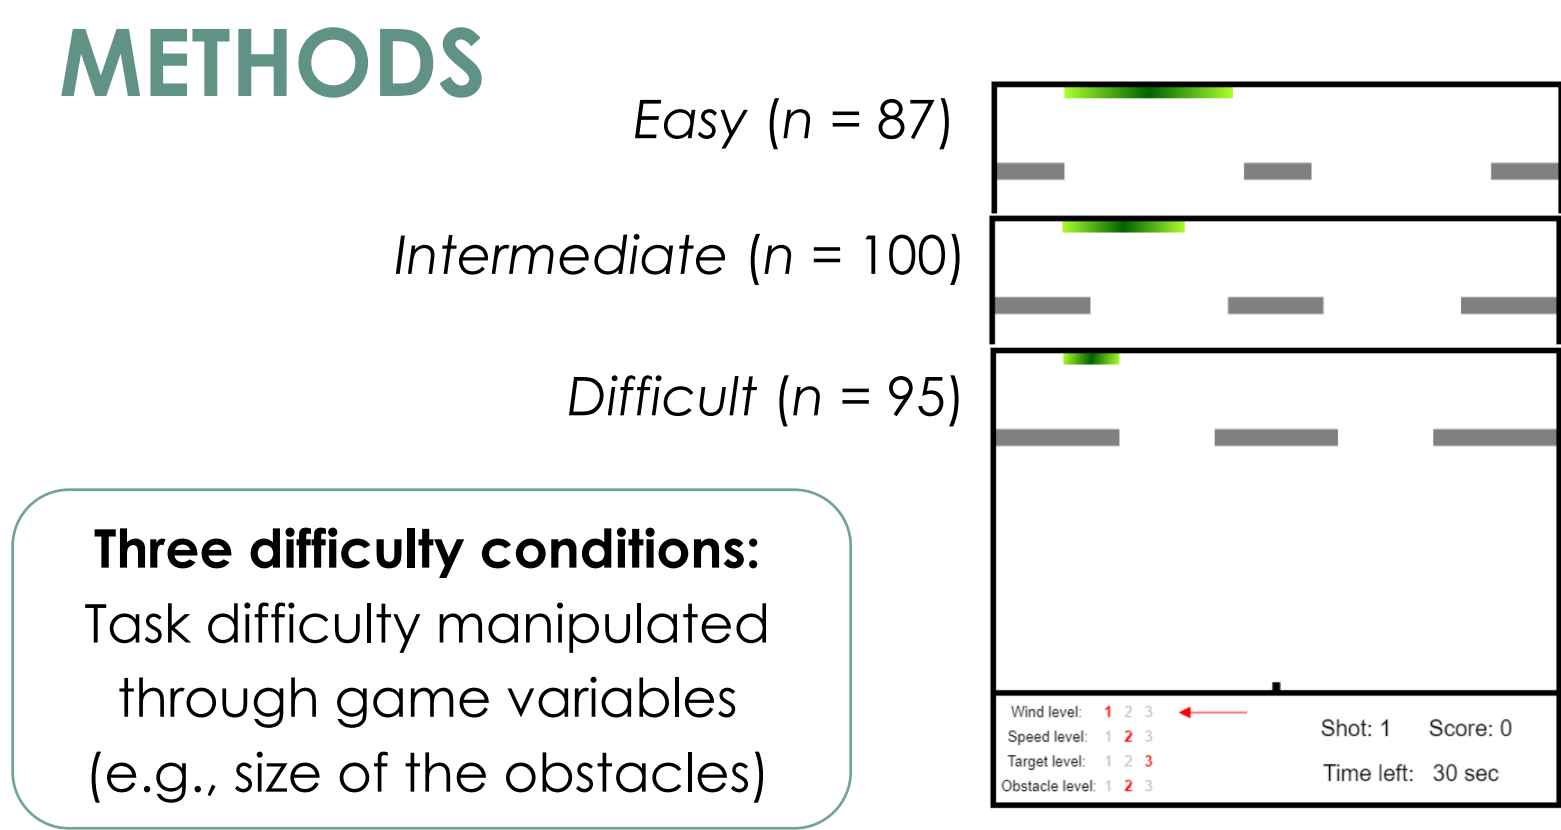 METHODS
Easy (n = 87)
Intermediate (n = 100)
Difficult (n = 95)
Three difficulty conditions:
Task difficulty manipulated
through game variables
(e.g., size of the obstacles)
Wind level: 1 2 3
Speed level: 1 2 3
Target level: 1 2 3
Obstacle level: 1 2 3
Shot: 1 Score: 0
Time left: 30 sec